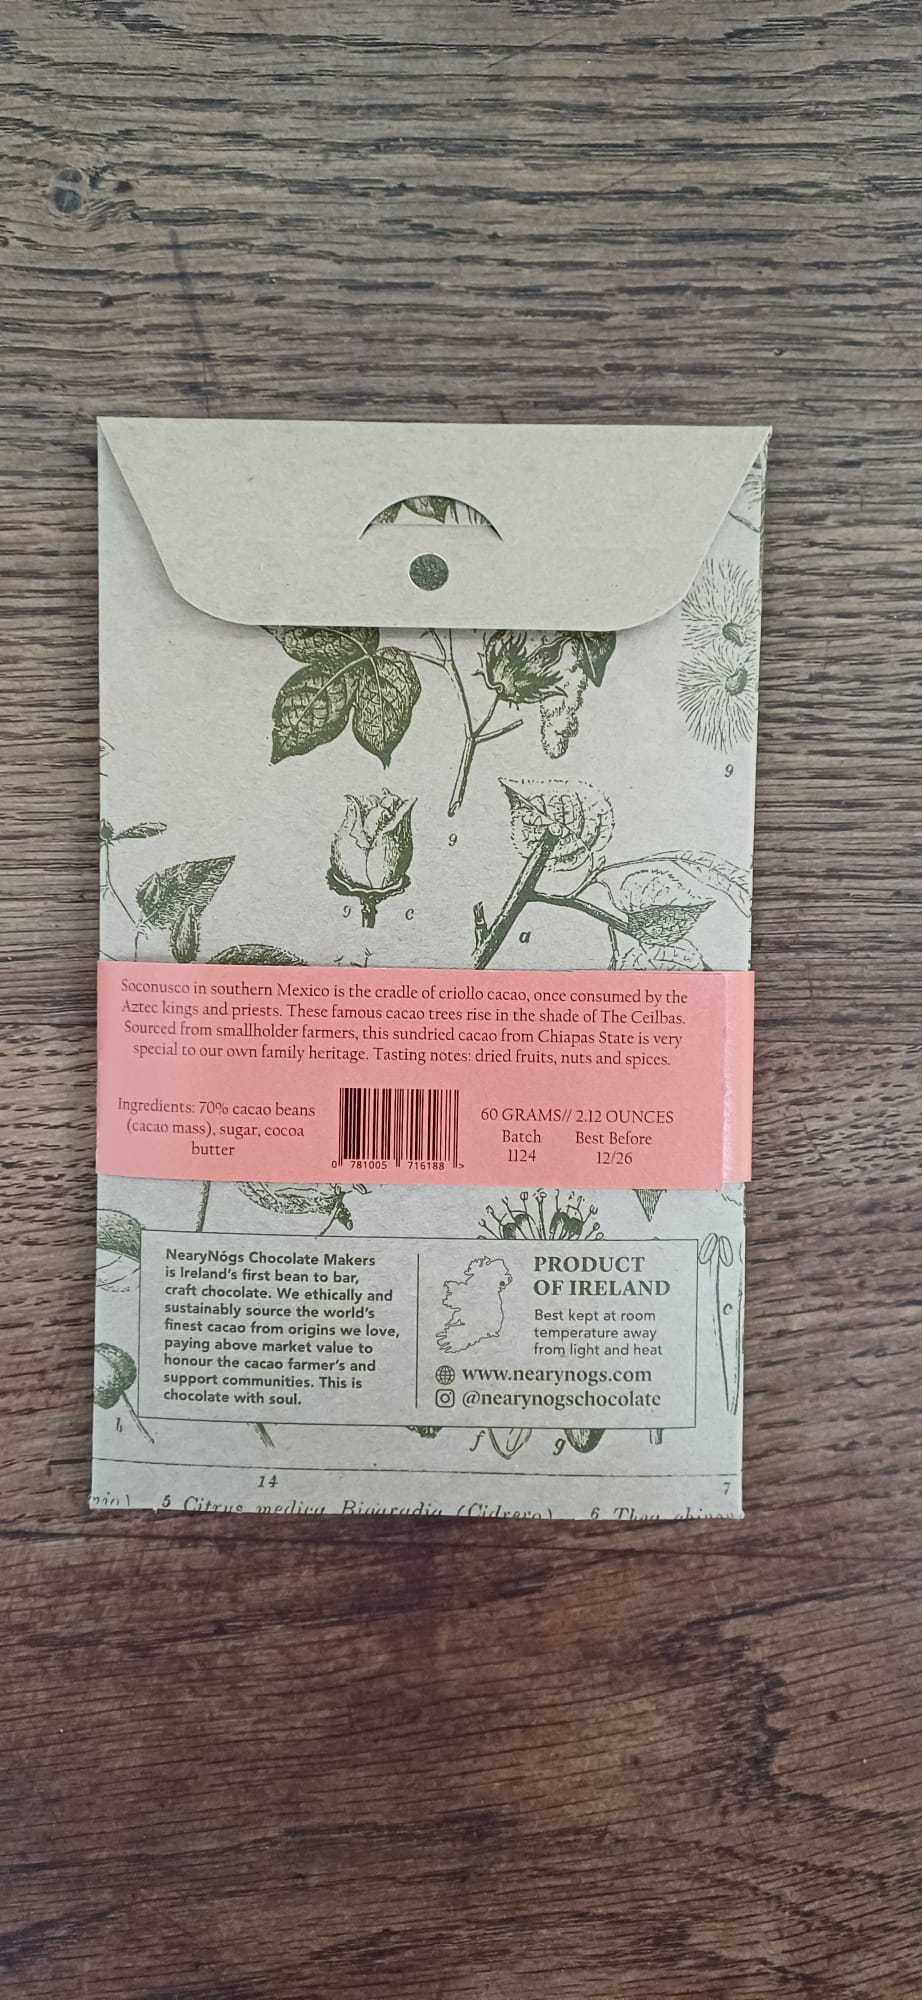 9
9
9 c
a
Soconusco in southern Mexico is the cradle of criollo cacao, once consumed by the
Aztec kings and priests. These famous cacao trees rise in the shade of The Ceilbas.
Sourced from smallholder farmers, this sundried cacao from Chiapas State is very
special to our own family heritage. Tasting notes: dried fruits, nuts and spices.
Ingredients: 70% cacao beans
(cacao mass), sugar, cocoa
butter
0 781005 716188 >
60 GRAMS// 2.12 OUNCES
Batch Best Before
1124 12/26
NearyNógs Chocolate Makers
is Ireland's first bean to bar,
craft chocolate. We ethically and
sustainably source the world's
finest cacao from origins we love,
paying above market value to
honour the cacao farmer's and
support communities. This is
chocolate with soul.
PRODUCT
OF IRELAND
Best kept at room
temperature away
from light and heat
www.nearynogs.com
@nearynogschocolate
c
h
f g
14
7
5 Citrus medica Bigaradia (Cidrero) 6 Thea